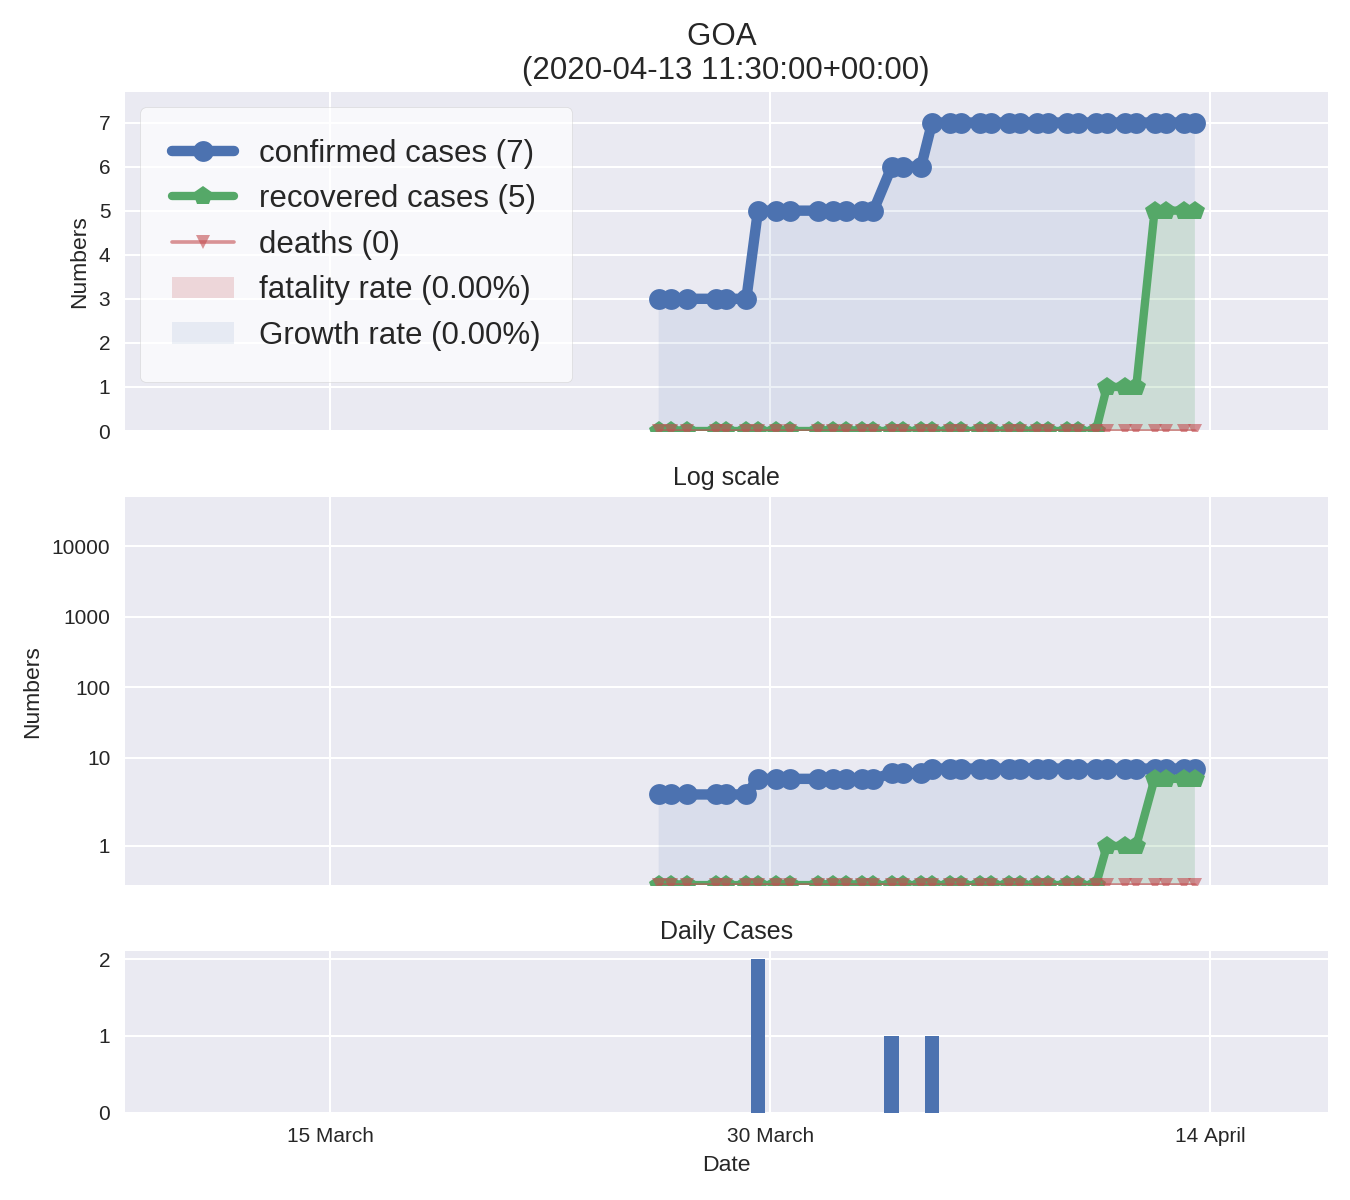 GOA
(2020-04-13 11:30:00+00:00)
7
6
5
4
3
2
1
0
Numbers
confirmed cases (7)
recovered cases (5)
deaths (0)
fatality rate (0.00%)
Growth rate (0.00%)
Log scale
10000
1000
100
10
1
Numbers
Daily Cases
2
1
0
15 March
30 March
14 April
Date